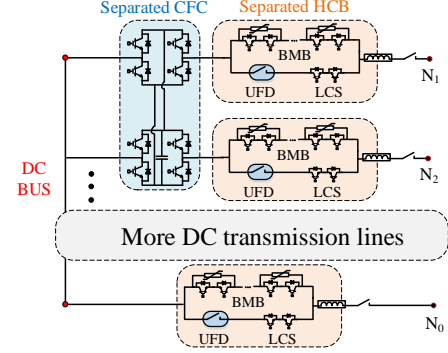 Separated CFC
Separated HCB
BMB
UFD
LCS
N1
BMB
UFD
LCS
N2
DC
BUS
More DC transmission lines
BMB
UFD
LCS
N0